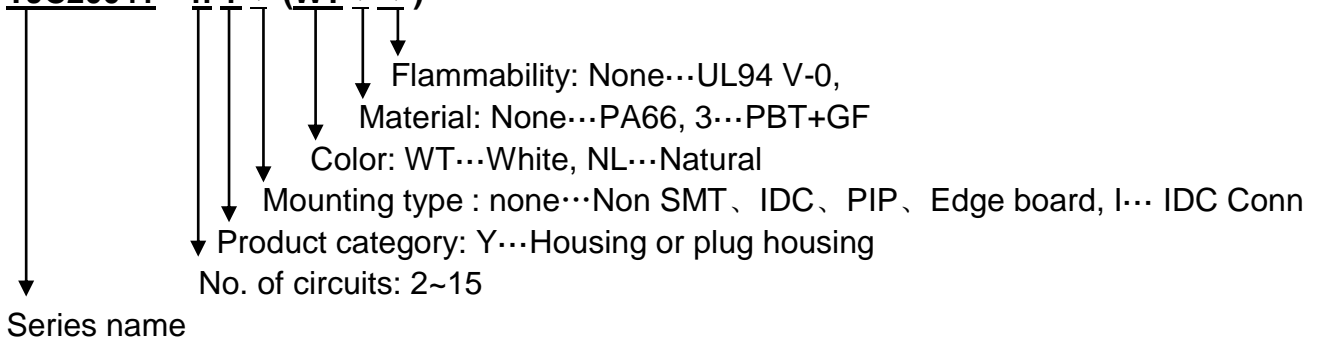 Flammability: None⋯UL94 V-0,
Material: None⋯PA66, 3⋯PBT+GF
Color: WT⋯White, NL⋯Natural
Mounting type : none⋯Non SMT、IDC、PIP、Edge board, I⋯ IDC Conn
Product category: Y⋯Housing or plug housing
No. of circuits: 2~15
Series name